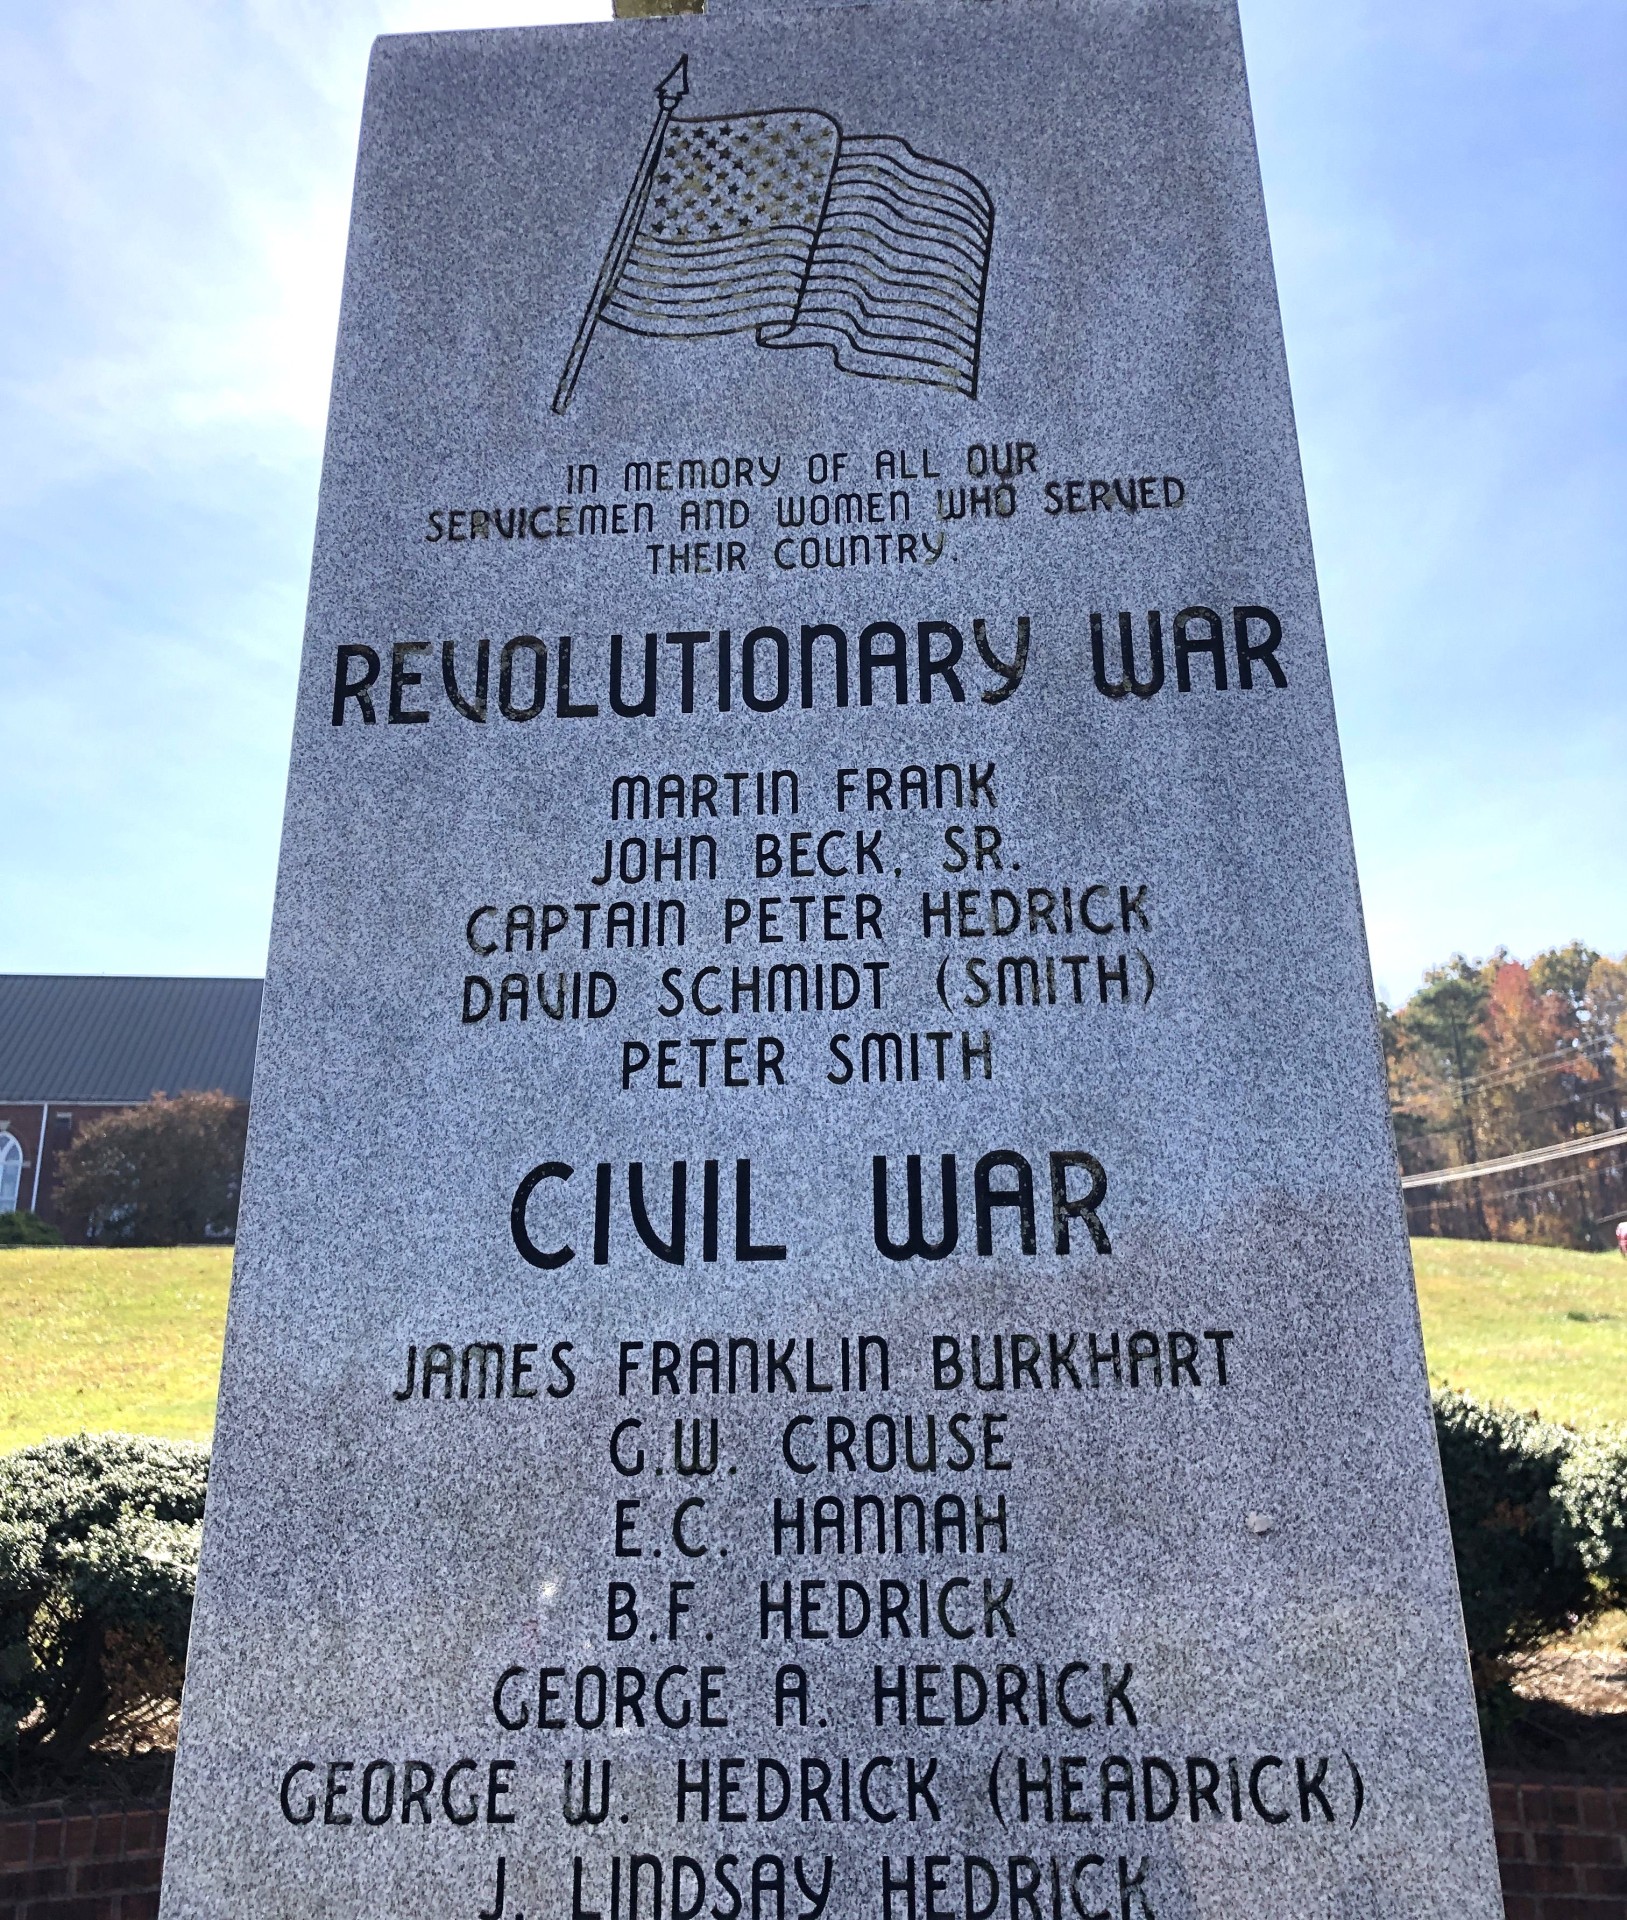 IN MEMORY OF ALL OUR
SERVICEMEN AND WOMEN WHO SERVED
THEIR COUNTRY.
REVOLUTIONARY WAR
MARTIN FRANK
JOHN BECK, SR.
CAPTAIN PETER HEDRICK
DAVID SCHMIDT (SMITH)
PETER SMITH
CIVIL WAR
JAMES FRANKLIN BURKHART
G.W. CROUSE
E.C. HANNAH
B.F. HEDRICK
GEORGE A. HEDRICK
GEORGE W. HEDRICK (HEADRICK)
J. LINDSAY HEDRICK